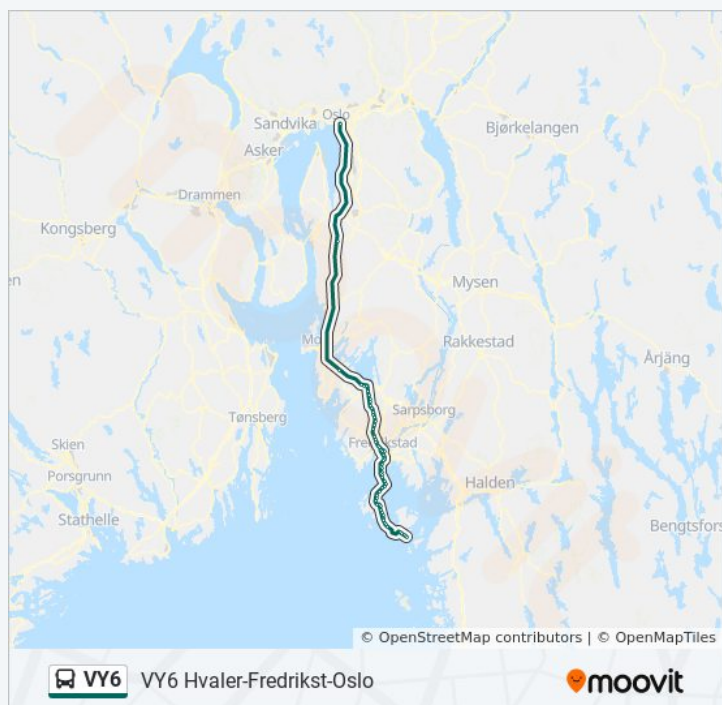 Oslo
Sandvika
Bjørkelangen
Asker
Drammen
Kongsberg
Mysen
Rakkestad
Årjäng
Sarpsborg
Tønsberg
Skien
Halden
Porsgrunn
Stathelle
Bengtsfors
© OpenStreetMap contributors | © OpenMapTiles
VY6 VY6 Hvaler-Fredrikst-Oslo
moovit